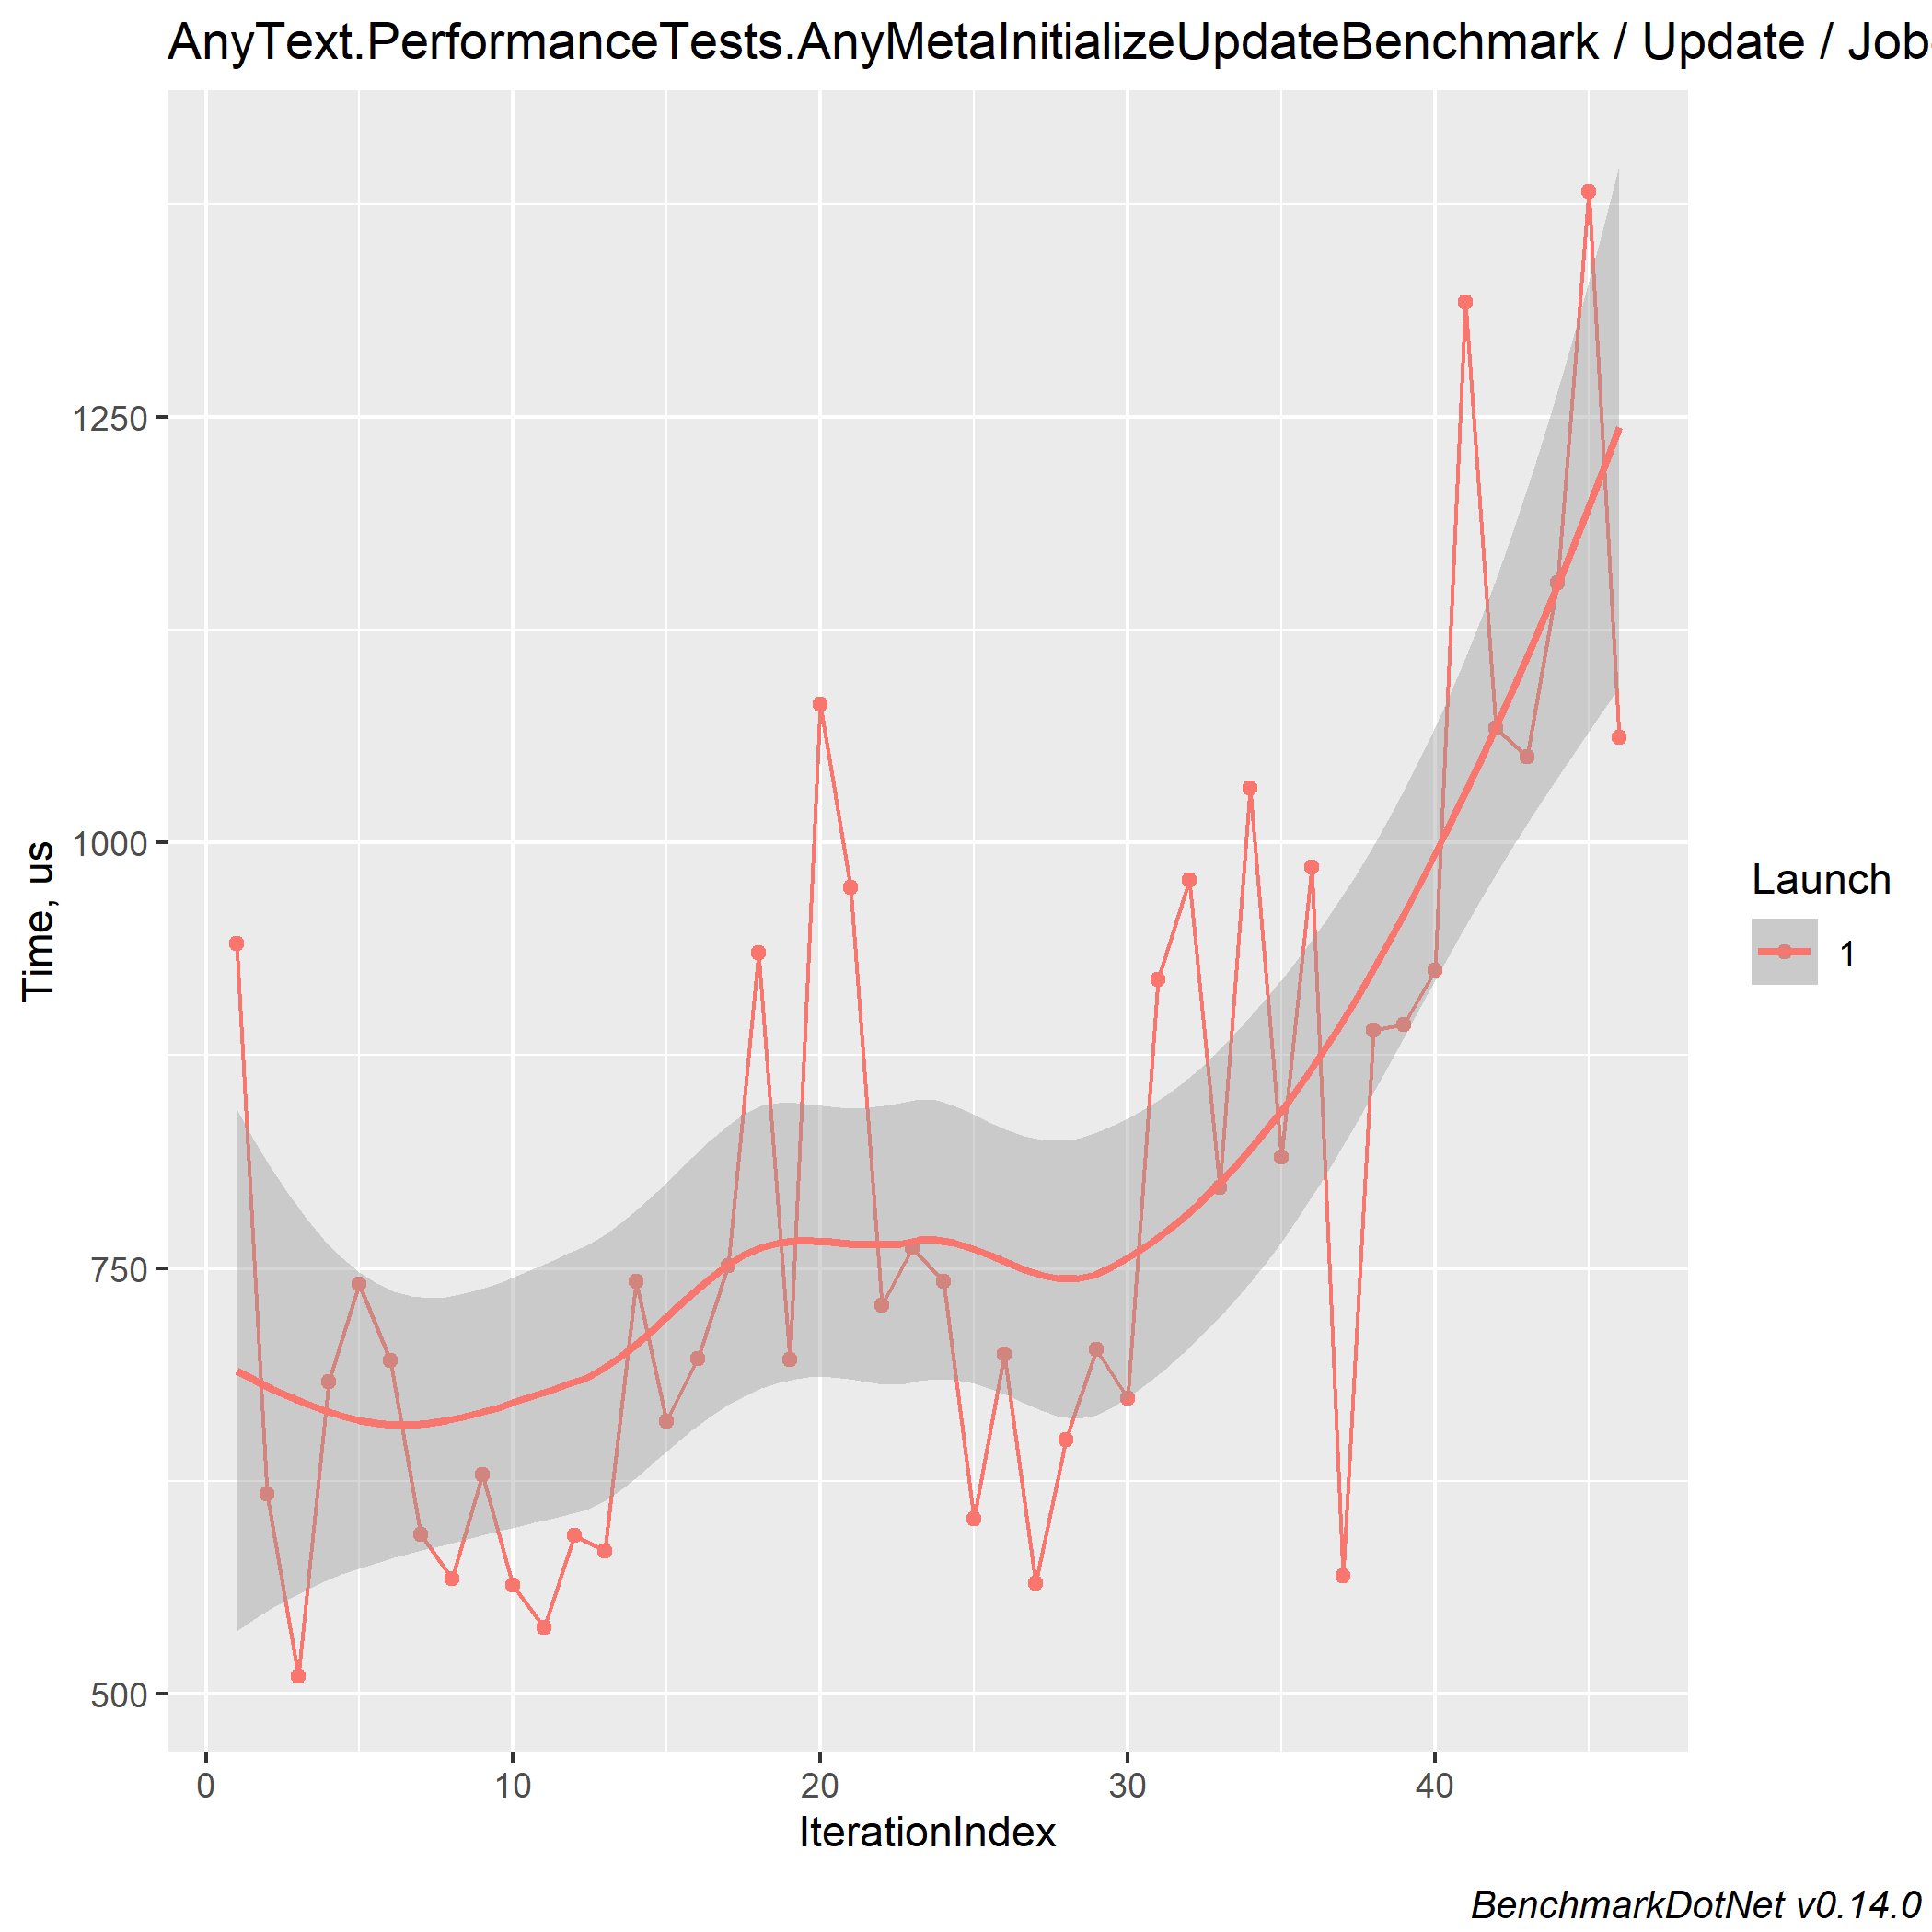 AnyText.PerformanceTests.AnyMetaInitializeUpdateBenchmark / Update / Job
1250
1000
750
500
Time, us
0 10 20 30 40
IterationIndex
Launch
1
BenchmarkDotNet v0.14.0